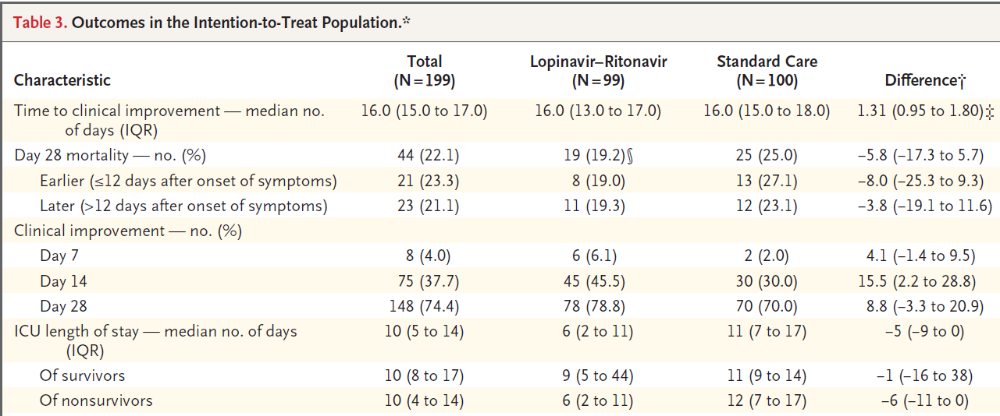 Table 3. Outcomes in the Intention-to-Treat Population.*
Characteristic Total (N=199) Lopinavir–Ritonavir (N=99) Standard Care (N=100) Difference†
Time to clinical improvement — median no. of days (IQR) 16.0 (15.0 to 17.0) 16.0 (13.0 to 17.0) 16.0 (15.0 to 18.0) 1.31 (0.95 to 1.80)‡
Day 28 mortality — no. (%) 44 (22.1) 19 (19.2)§ 25 (25.0) −5.8 (−17.3 to 5.7)
Earlier (≤12 days after onset of symptoms) 21 (23.3) 8 (19.0) 13 (27.1) −8.0 (−25.3 to 9.3)
Later (>12 days after onset of symptoms) 23 (21.1) 11 (19.3) 12 (23.1) −3.8 (−19.1 to 11.6)
Clinical improvement — no. (%)
Day 7 8 (4.0) 6 (6.1) 2 (2.0) 4.1 (−1.4 to 9.5)
Day 14 75 (37.7) 45 (45.5) 30 (30.0) 15.5 (2.2 to 28.8)
Day 28 148 (74.4) 78 (78.8) 70 (70.0) 8.8 (−3.3 to 20.9)
ICU length of stay — median no. of days (IQR) 10 (5 to 14) 6 (2 to 11) 11 (7 to 17) −5 (−9 to 0)
Of survivors 10 (8 to 17) 9 (5 to 44) 11 (9 to 14) −1 (−16 to 38)
Of nonsurvivors 10 (4 to 14) 6 (2 to 11) 12 (7 to 17) −6 (−11 to 0)